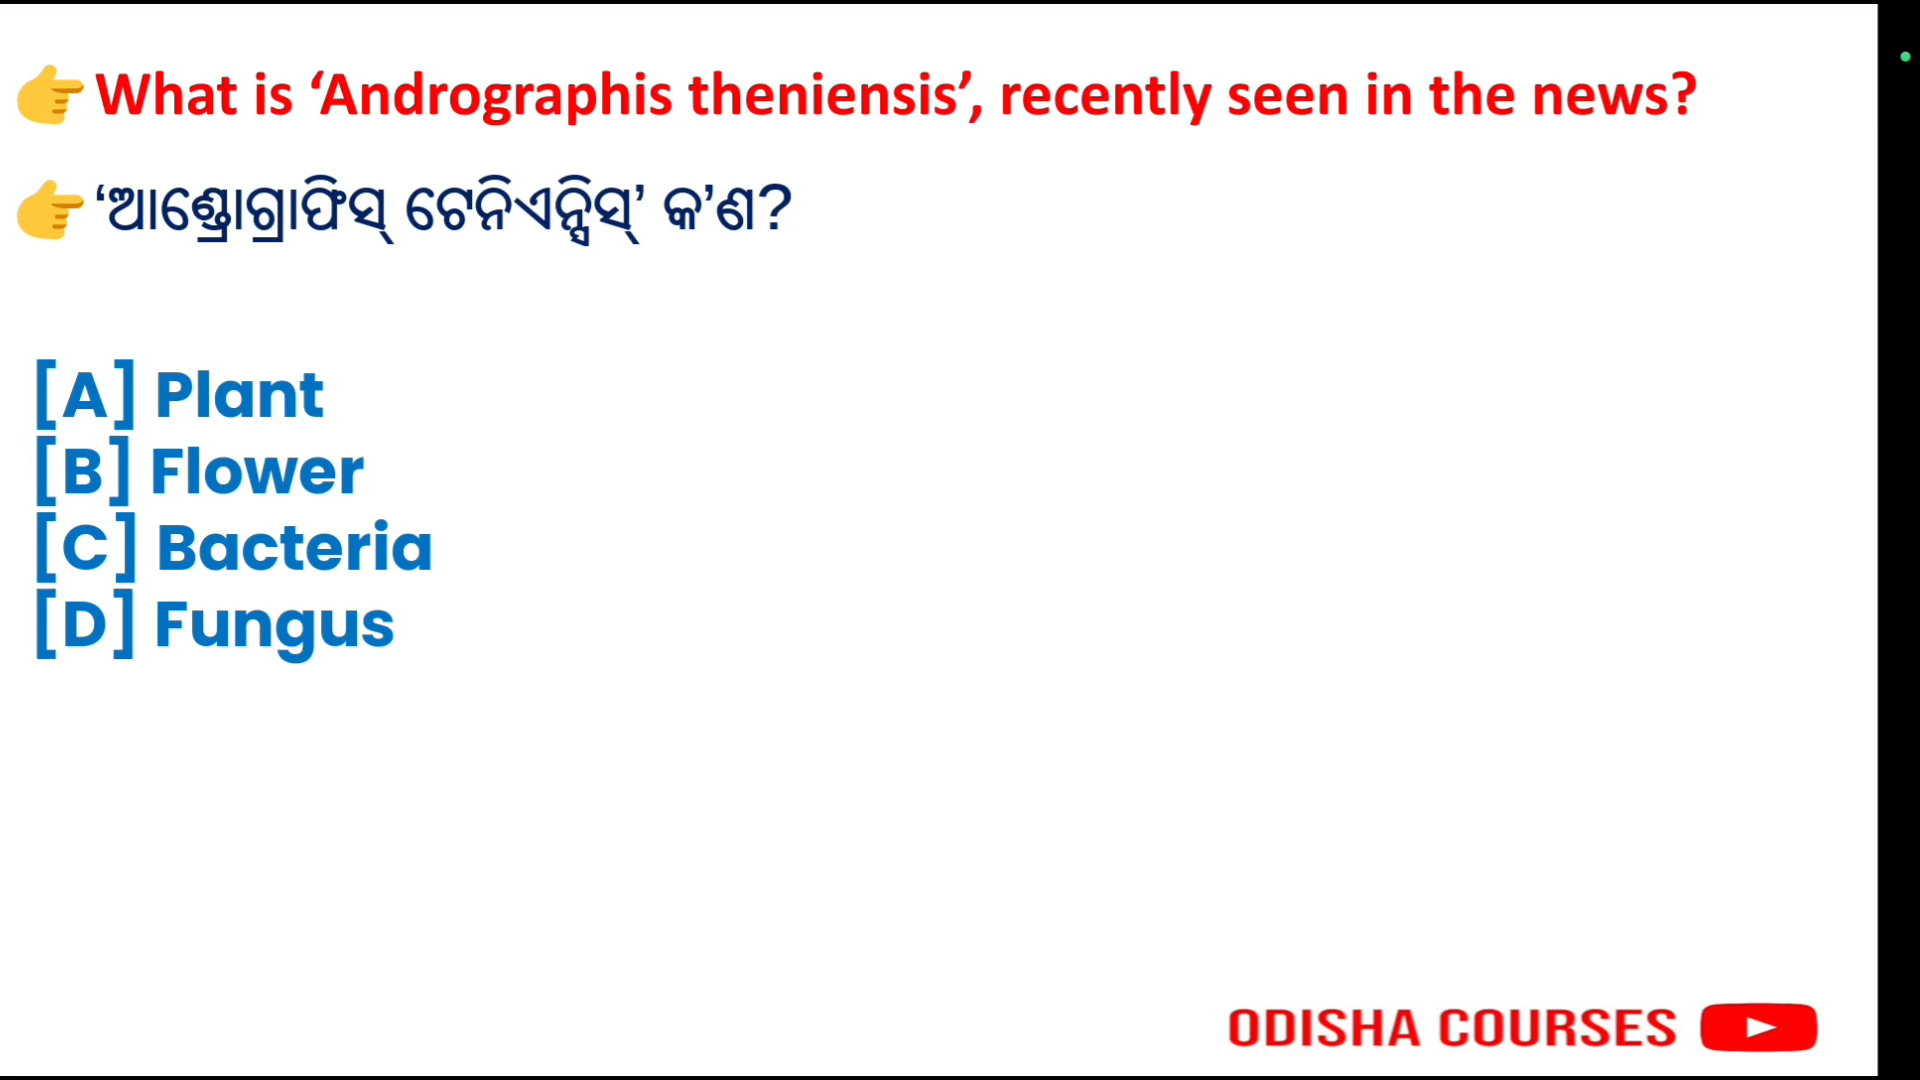 👉What is ‘Andrographis theniensis’, recently seen in the news?
👉‘ଆଣ୍ଡ୍ରୋଗ୍ରାଫିସ୍ ଟେନିଏନ୍ସିସ୍’ କ’ଣ?
[A] Plant
[B] Flower
[C] Bacteria
[D] Fungus
ODISHA COURSES